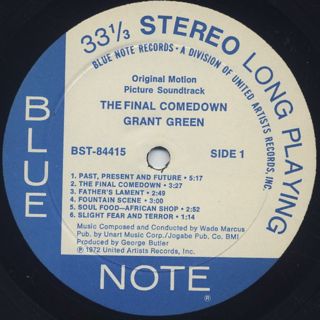 33⅓ STEREO LONG PLAYING
BLUE NOTE RECORDS • A DIVISION OF UNITED ARTISTS RECORDS, INC.
Original Motion
Picture Soundtrack
THE FINAL COMEDOWN
GRANT GREEN
BST-84415 SIDE 1
1. PAST, PRESENT AND FUTURE • 5:17
2. THE FINAL COMEDOWN • 3:27
3. FATHER'S LAMENT • 2:49
4. FOUNTAIN SCENE • 3:00
5. SOUL FOOD—AFRICAN SHOP • 2:52
6. SLIGHT FEAR AND TERROR • 1:14
Music Composed and Conducted by Wade Marcus
Pub. by Unart Music Corp./Jogabe Pub. Co. BMI
Produced by George Butler
Ⓟ 1972 United Artists Records, Inc.
BLUE
NOTE ®